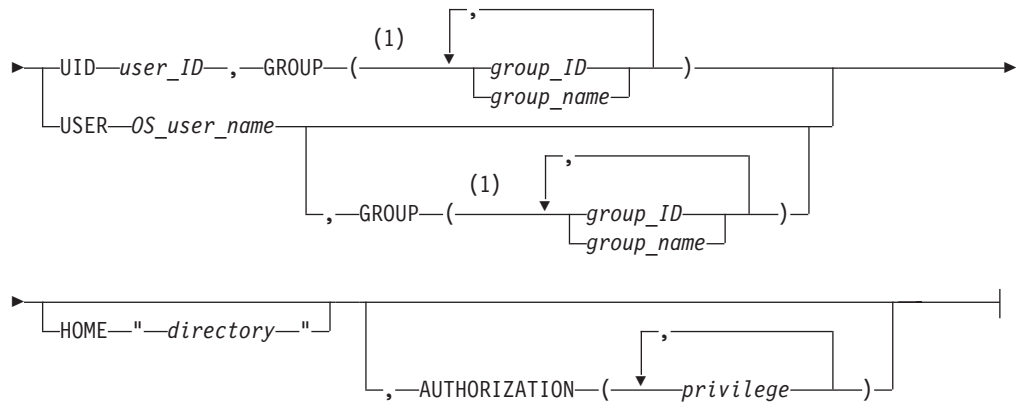 ,
(1)
UID user_ID , GROUP ( group_ID )
group_name
USER OS_user_name
,
(1)
, GROUP ( group_ID )
group_name
HOME " directory "
,
, AUTHORIZATION ( privilege )